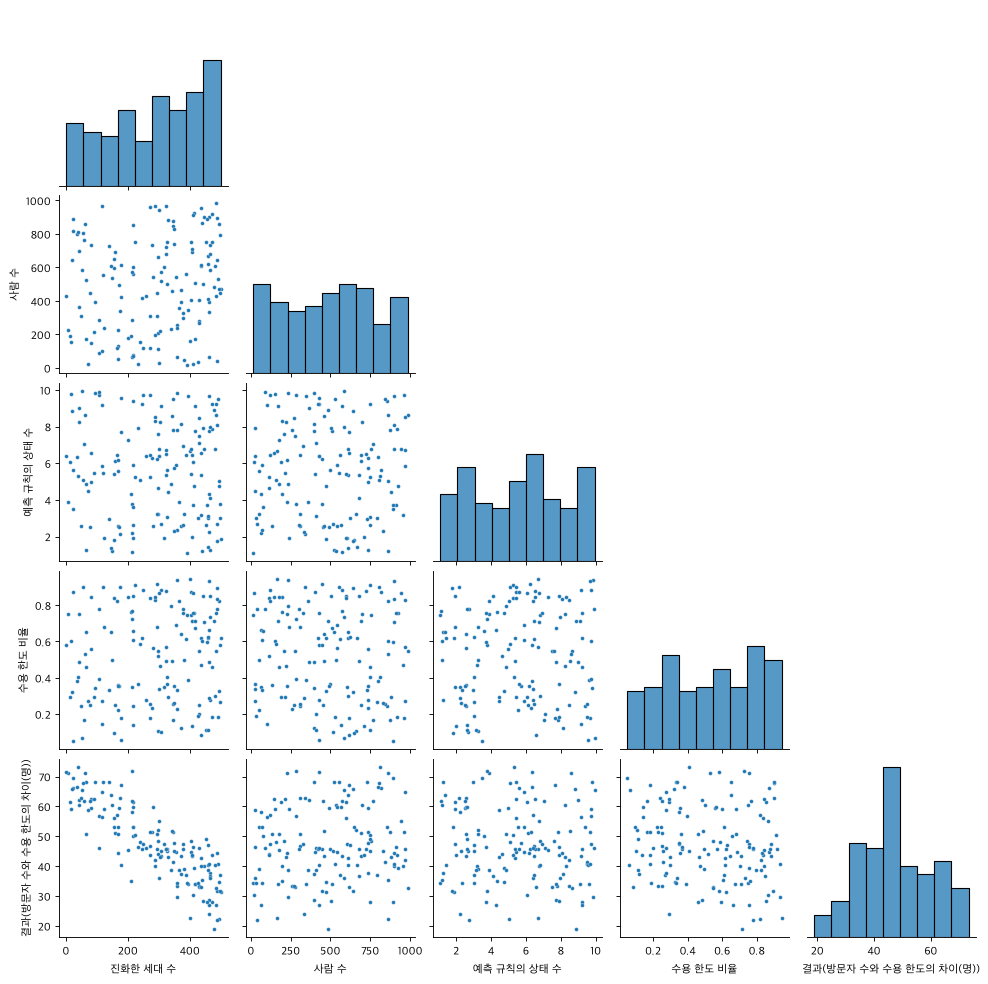 사람 수
1000
800
600
400
200
0
예측 규칙의 상태 수
10
8
6
4
2
수용 한도 비율
0.8
0.6
0.4
0.2
결과(방문자 수와 수용 한도의 차이(명))
70
60
50
40
30
20
0 200 400
진화한 세대 수
0 250 500 750 1000
사람 수
2 4 6 8 10
예측 규칙의 상태 수
0.2 0.4 0.6 0.8
수용 한도 비율
20 40 60
결과(방문자 수와 수용 한도의 차이(명))